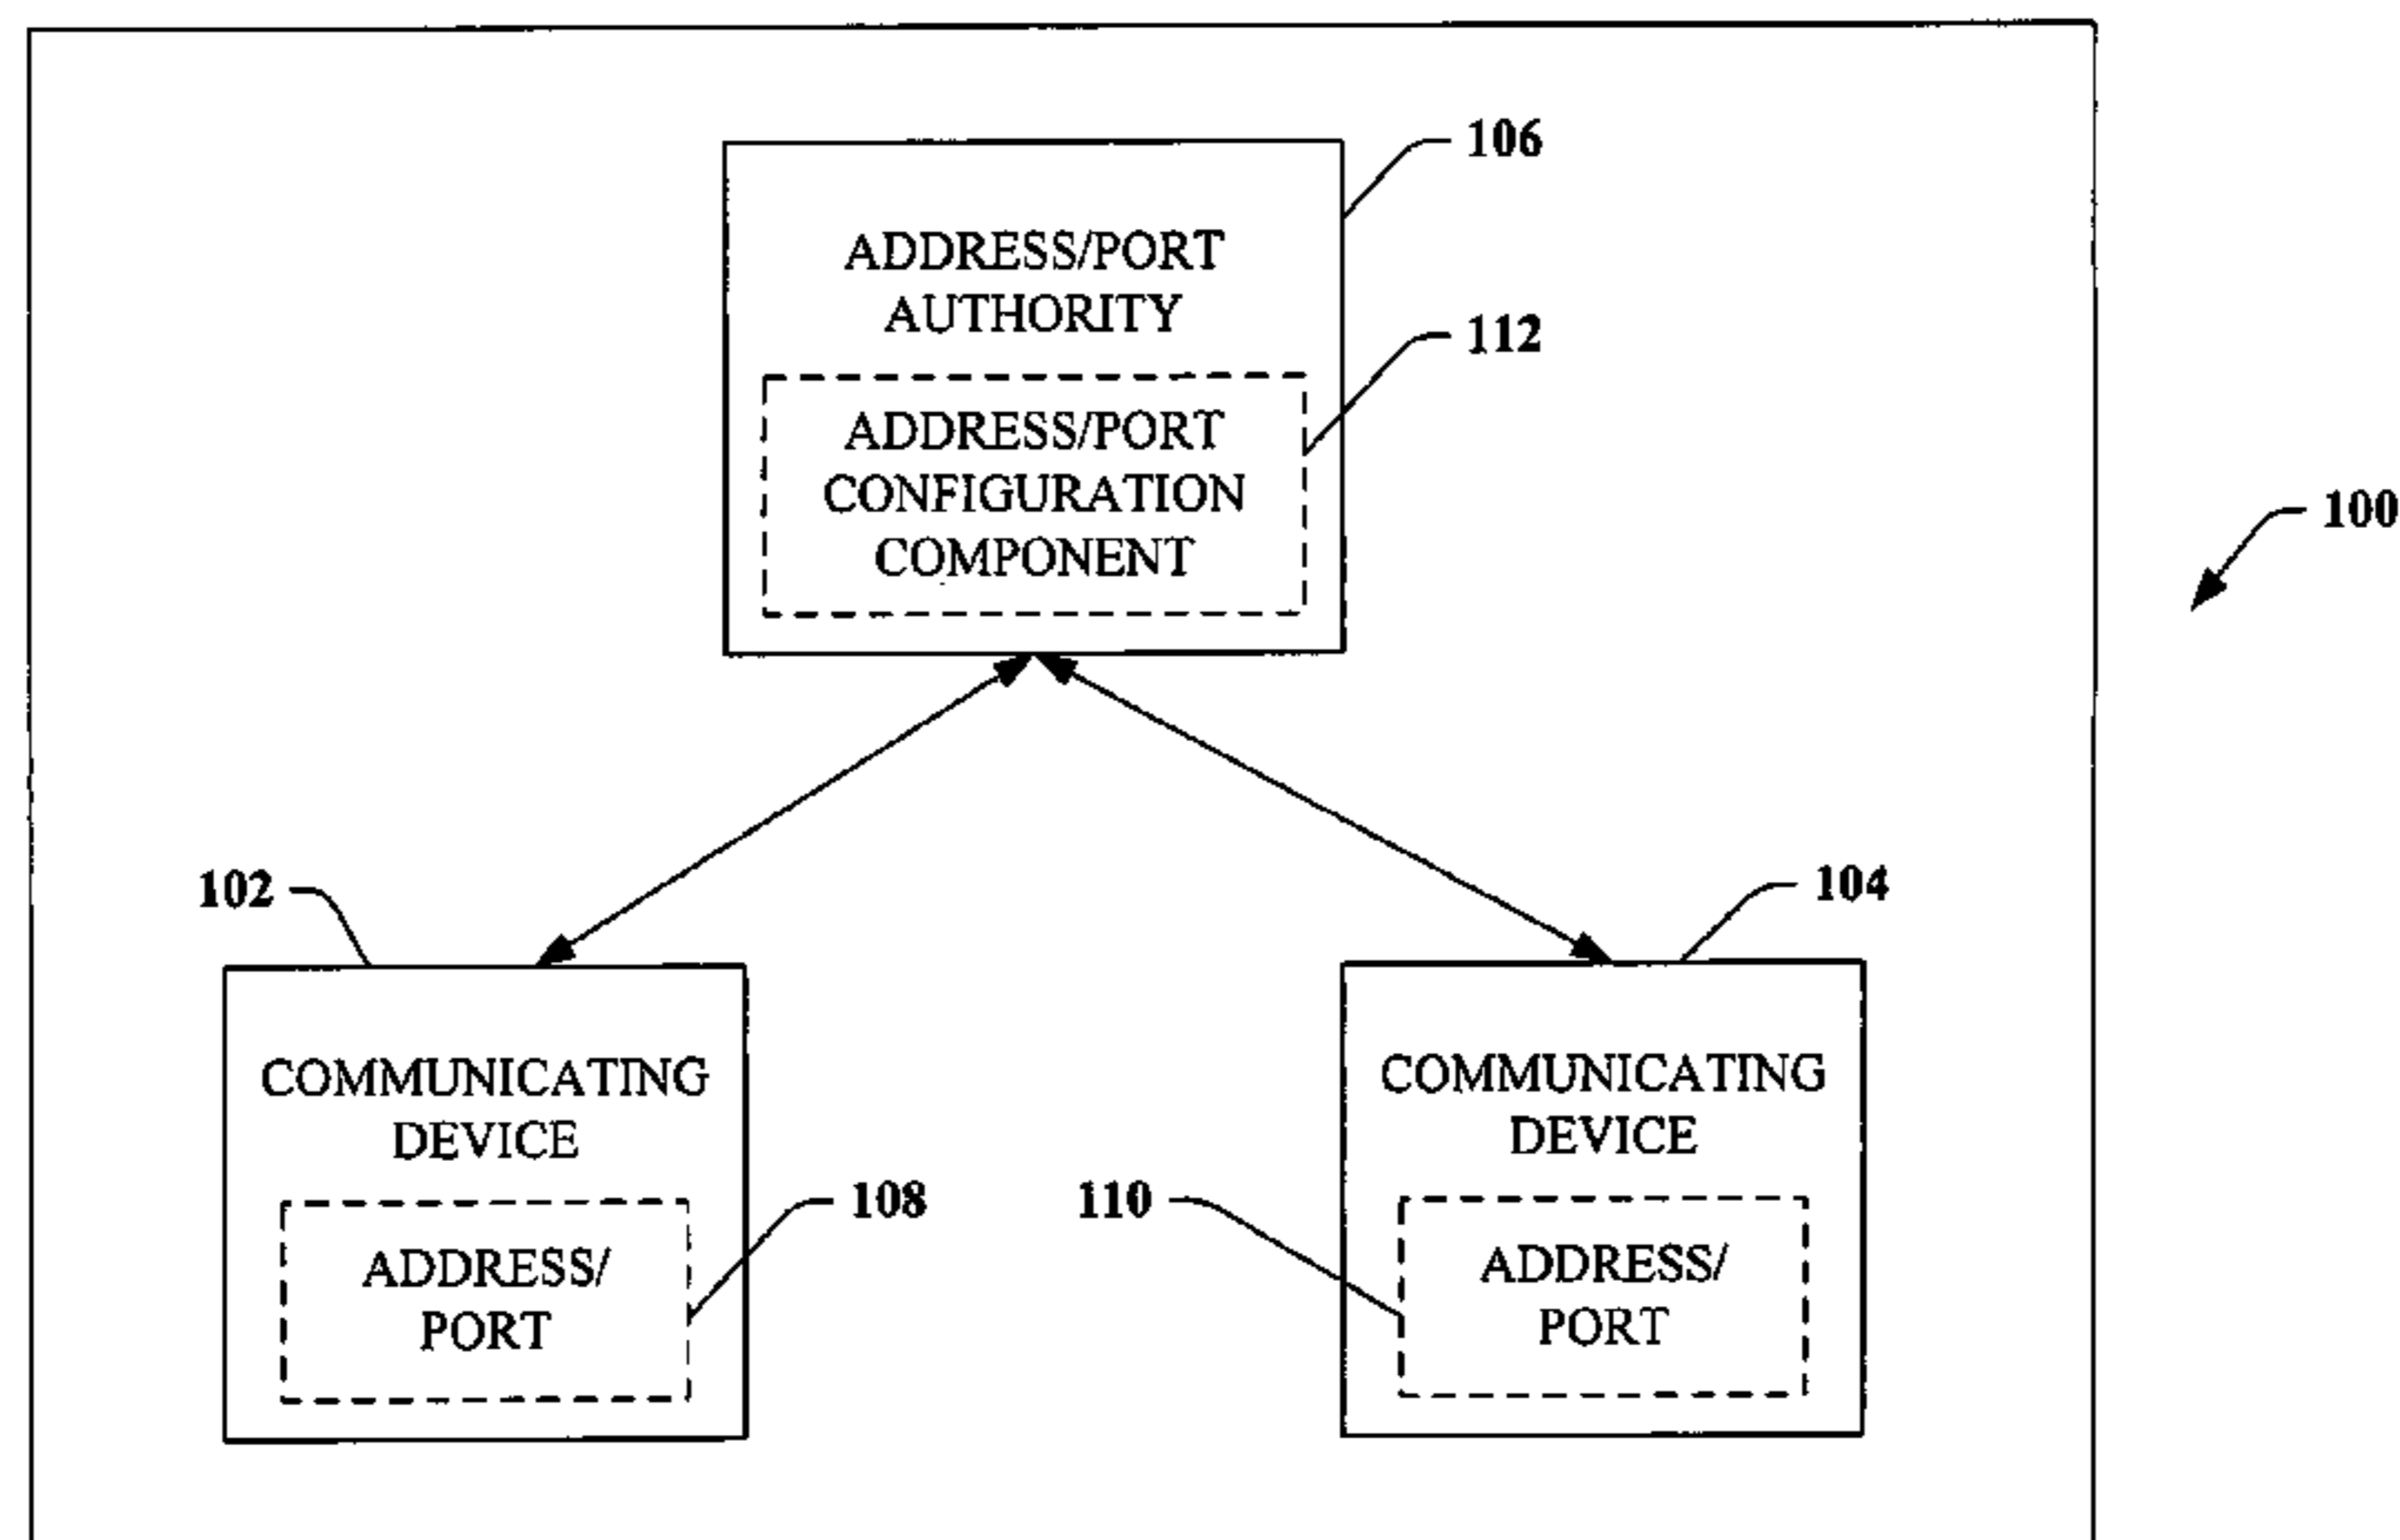 106
ADDRESS/PORT
AUTHORITY
112
ADDRESS/PORT
CONFIGURATION
COMPONENT
100
102
104
COMMUNICATING
DEVICE
108
ADDRESS/
PORT
COMMUNICATING
DEVICE
110
ADDRESS/
PORT